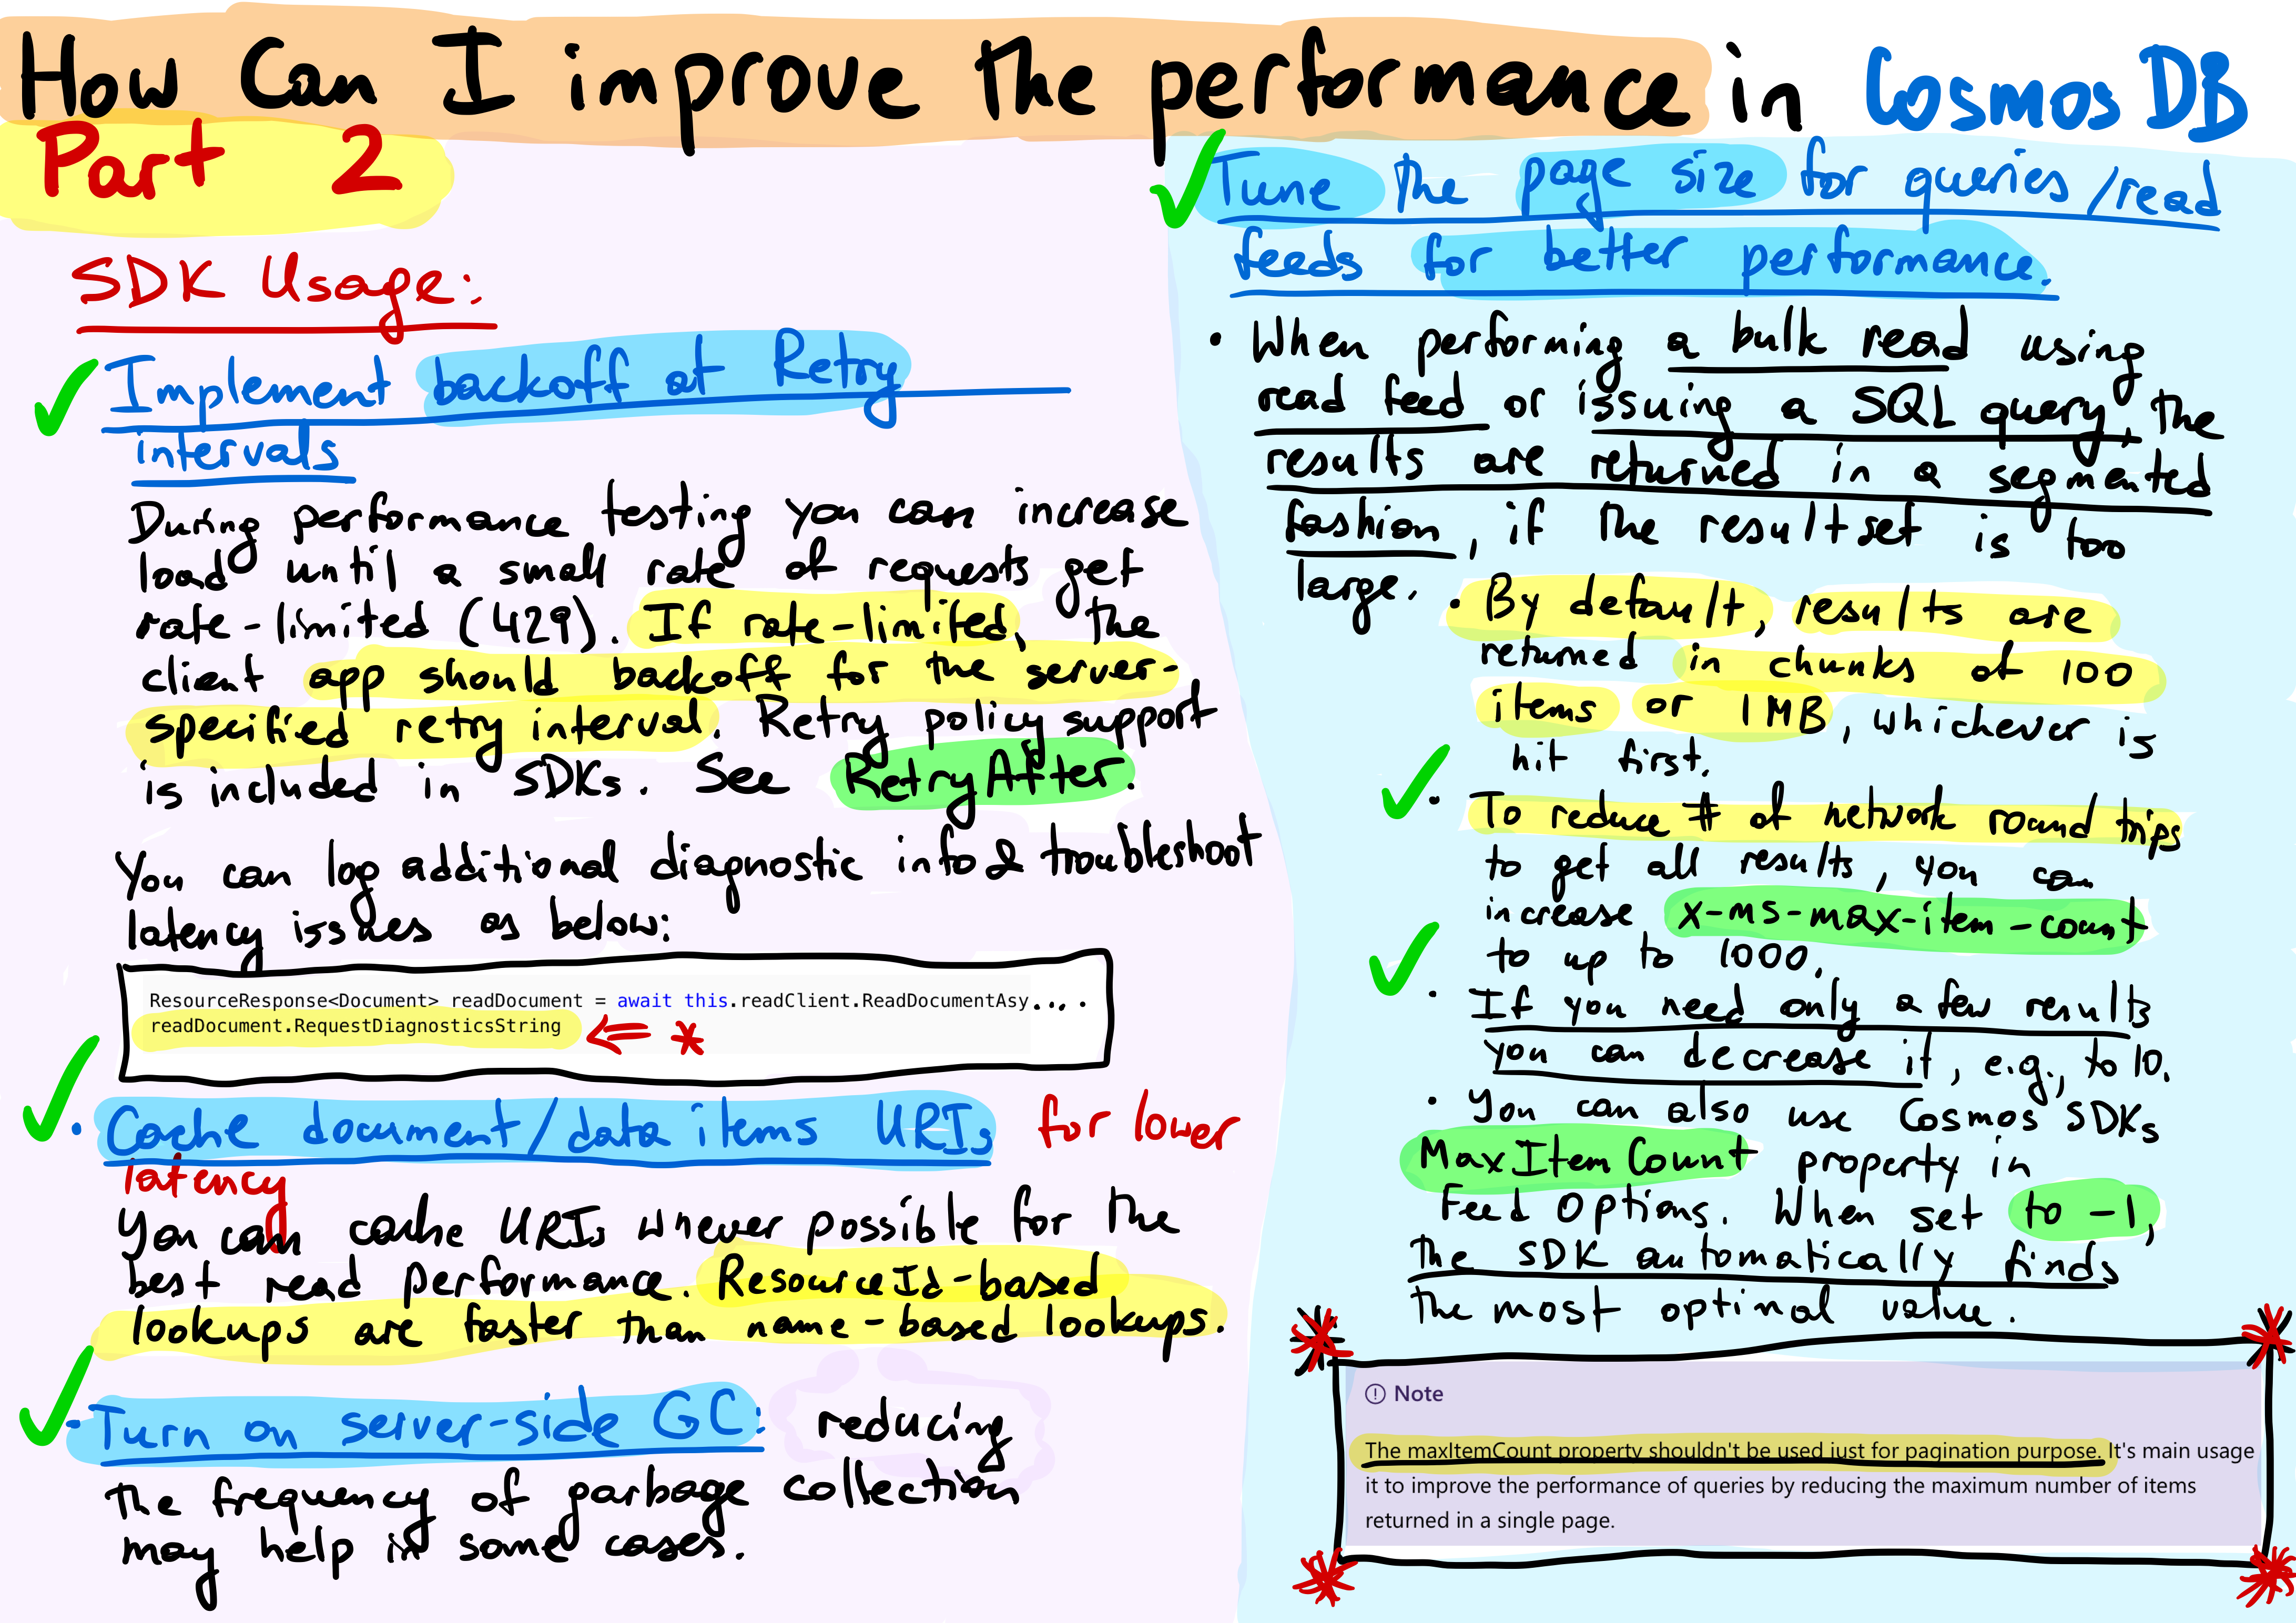 How Can I improve the performance in Cosmos DB
Part 2
SDK Usage:
Implement backoff at Retry
intervals
During performance testing you can increase
load until a small rate of requests get
rate-limited (429). If rate-limited, the
client app should backoff for the server-
specified retry interval. Retry policy support
is included in SDKs. See RetryAfter.
You can log additional diagnostic info & troubleshoot
latency issues as below:
ResourceResponse<Document> readDocument = await this.readClient.ReadDocumentAsy....
readDocument.RequestDiagnosticsString ⇐ *
• Cache document/data items URIs for lower
latency
You can cache URIs whever possible for the
best read performance. ResourceId-based
lookups are faster than name-based lookups.
• Turn on server-side GC: reducing
the frequency of garbage collection
may help in some cases.
Tune the page size for queries/read
feeds for better performance.
• When performing a bulk read using
read feed or issuing a SQL query, the
results are returned in a segmented
fashion, if the resultset is too
large.
• By default, results are
returned in chunks of 100
items or 1MB, whichever is
hit first.
• To reduce # of network round trips
to get all results, you can
increase x-ms-max-item-count
to up to 1000.
• If you need only a few results
you can decrease it, e.g., to 10.
• You can also use Cosmos SDKs
MaxItemCount property in
Feed Options. When set to -1,
the SDK automatically finds
the most optimal value.
Note
The maxItemCount property shouldn't be used just for pagination purpose. It's main usage
it to improve the performance of queries by reducing the maximum number of items
returned in a single page.